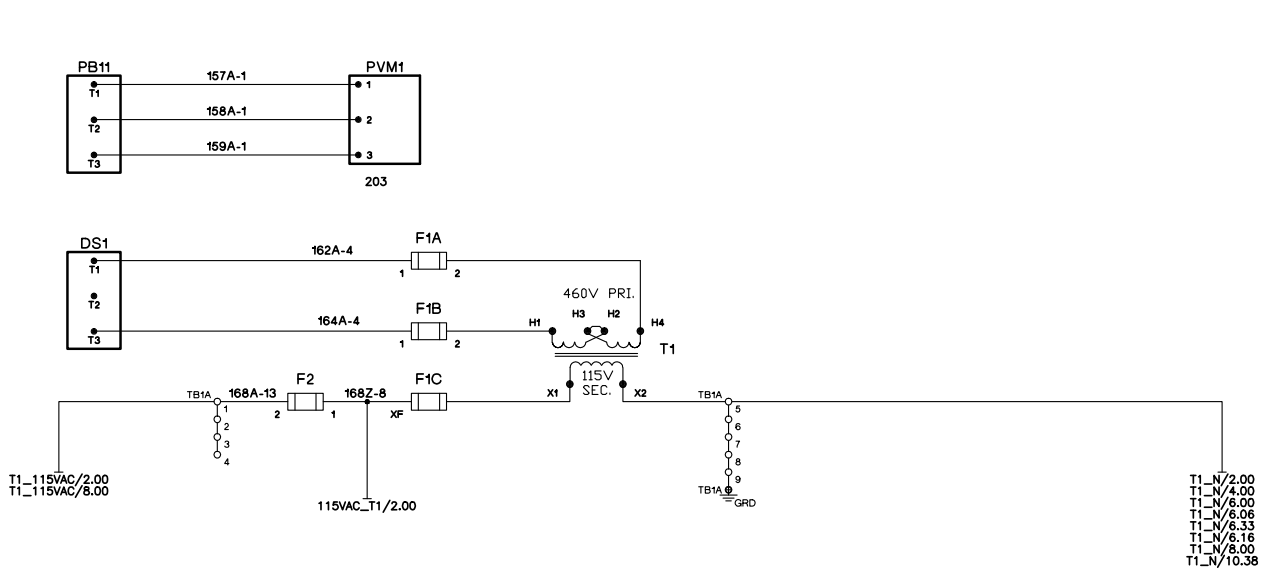 PB11
PVM1
157A-1
T1
1
158A-1
T2
2
159A-1
T3
3
203
DS1
F1A
162A-4
T1
1
2
T2
460V PRI.
F1B
H3
H2
164A-4
H1
H4
T3
1
2
T1
F2
F1C
115V
SEC.
TB1A
168A-13
168Z-8
X1
X2
TB1A
1
2
1
XF
5
2
6
3
7
4
8
9
TB1A
GRD
T1_115VAC/2.00
T1_115VAC/8.00
115VAC_T1/2.00
T1_N/2.00
T1_N/4.00
T1_N/6.00
T1_N/6.06
T1_N/6.33
T1_N/6.16
T1_N/8.00
T1_N/10.38